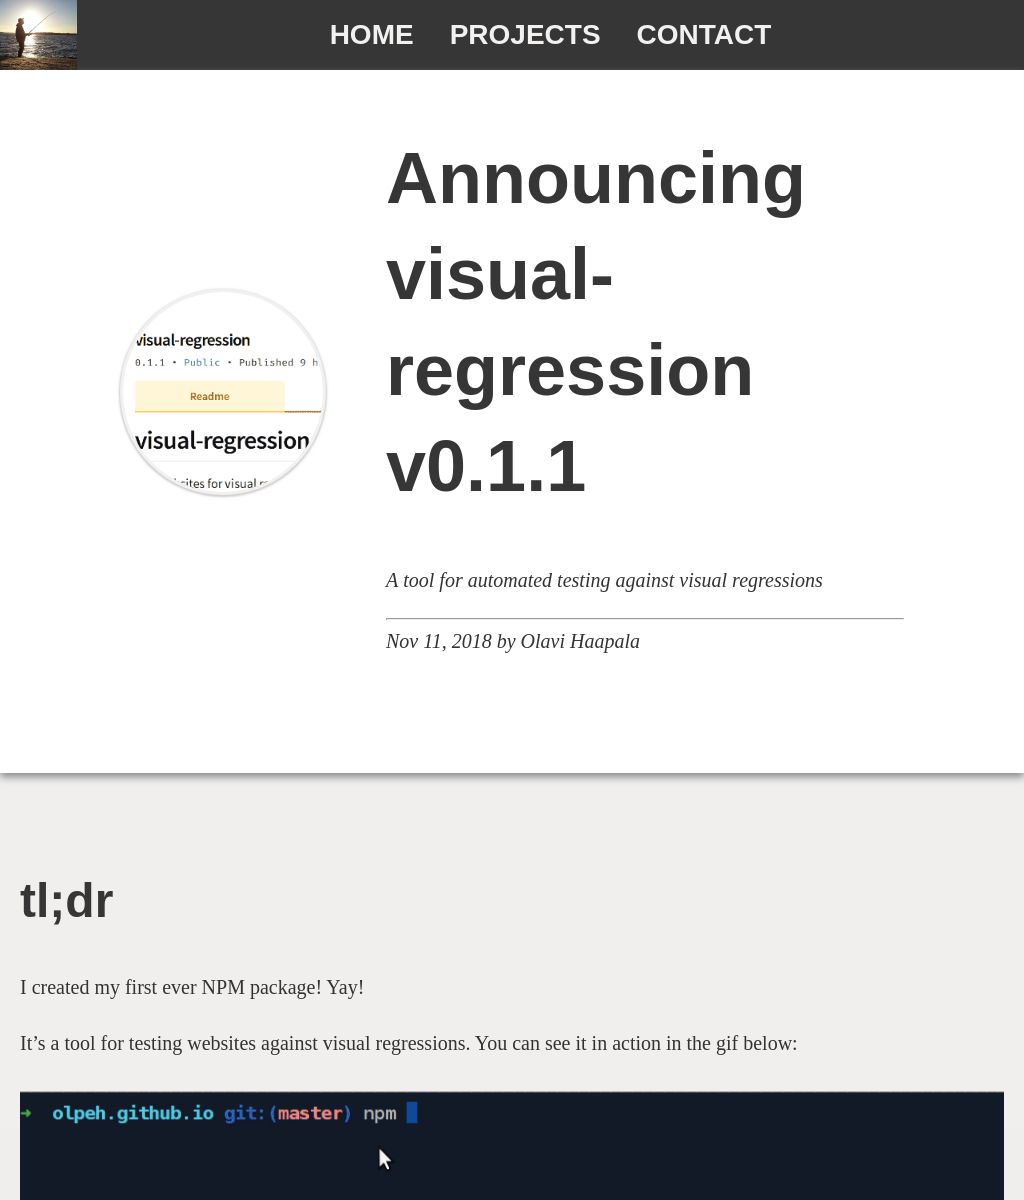 HOME PROJECTS CONTACT
Announcing
visual-
regression
v0.1.1
visual-regression
0.1.1 • Public • Published 9 h
Readme
visual-regression
sites for visual
A tool for automated testing against visual regressions
Nov 11, 2018 by Olavi Haapala
tl;dr
I created my first ever NPM package! Yay!
It’s a tool for testing websites against visual regressions. You can see it in action in the gif below:
➜ olpeh.github.io git:(master) npm